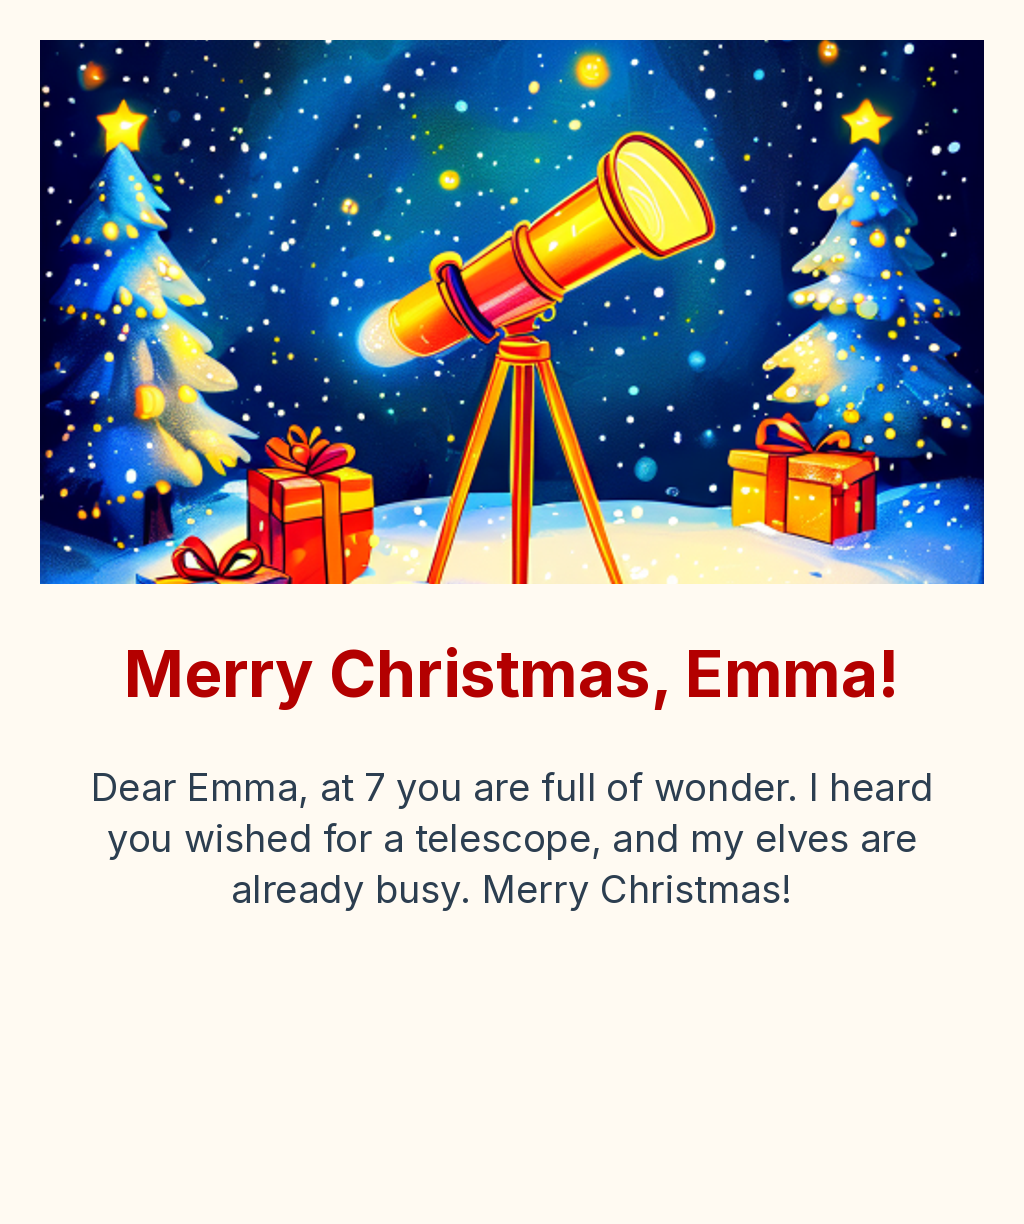 Merry Christmas, Emma!
Dear Emma, at 7 you are full of wonder. I heard
you wished for a telescope, and my elves are
already busy. Merry Christmas!